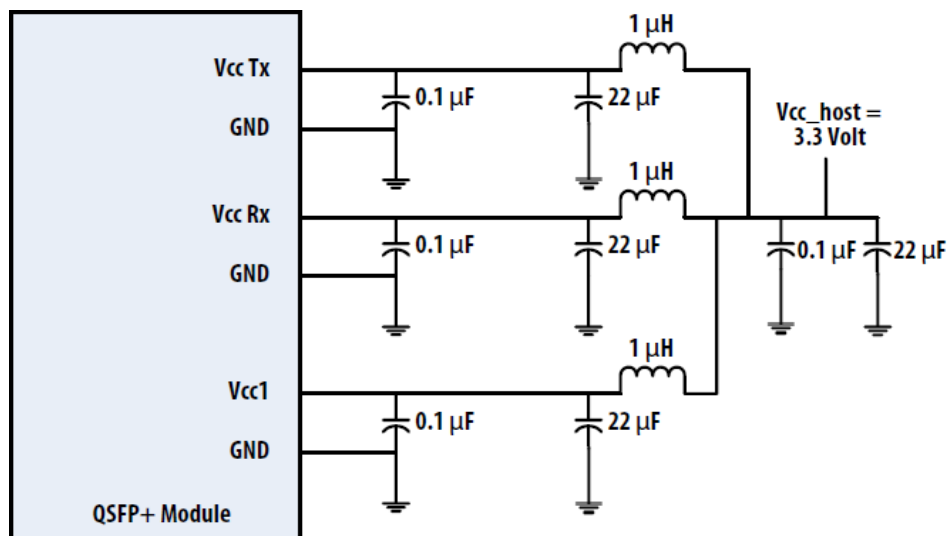 1 μH
Vcc Tx
0.1 μF
22 μF
GND
Vcc_host =
3.3 Volt
1 μH
Vcc Rx
0.1 μF
22 μF
0.1 μF
22 μF
GND
1 μH
Vcc1
0.1 μF
22 μF
GND
QSFP+ Module